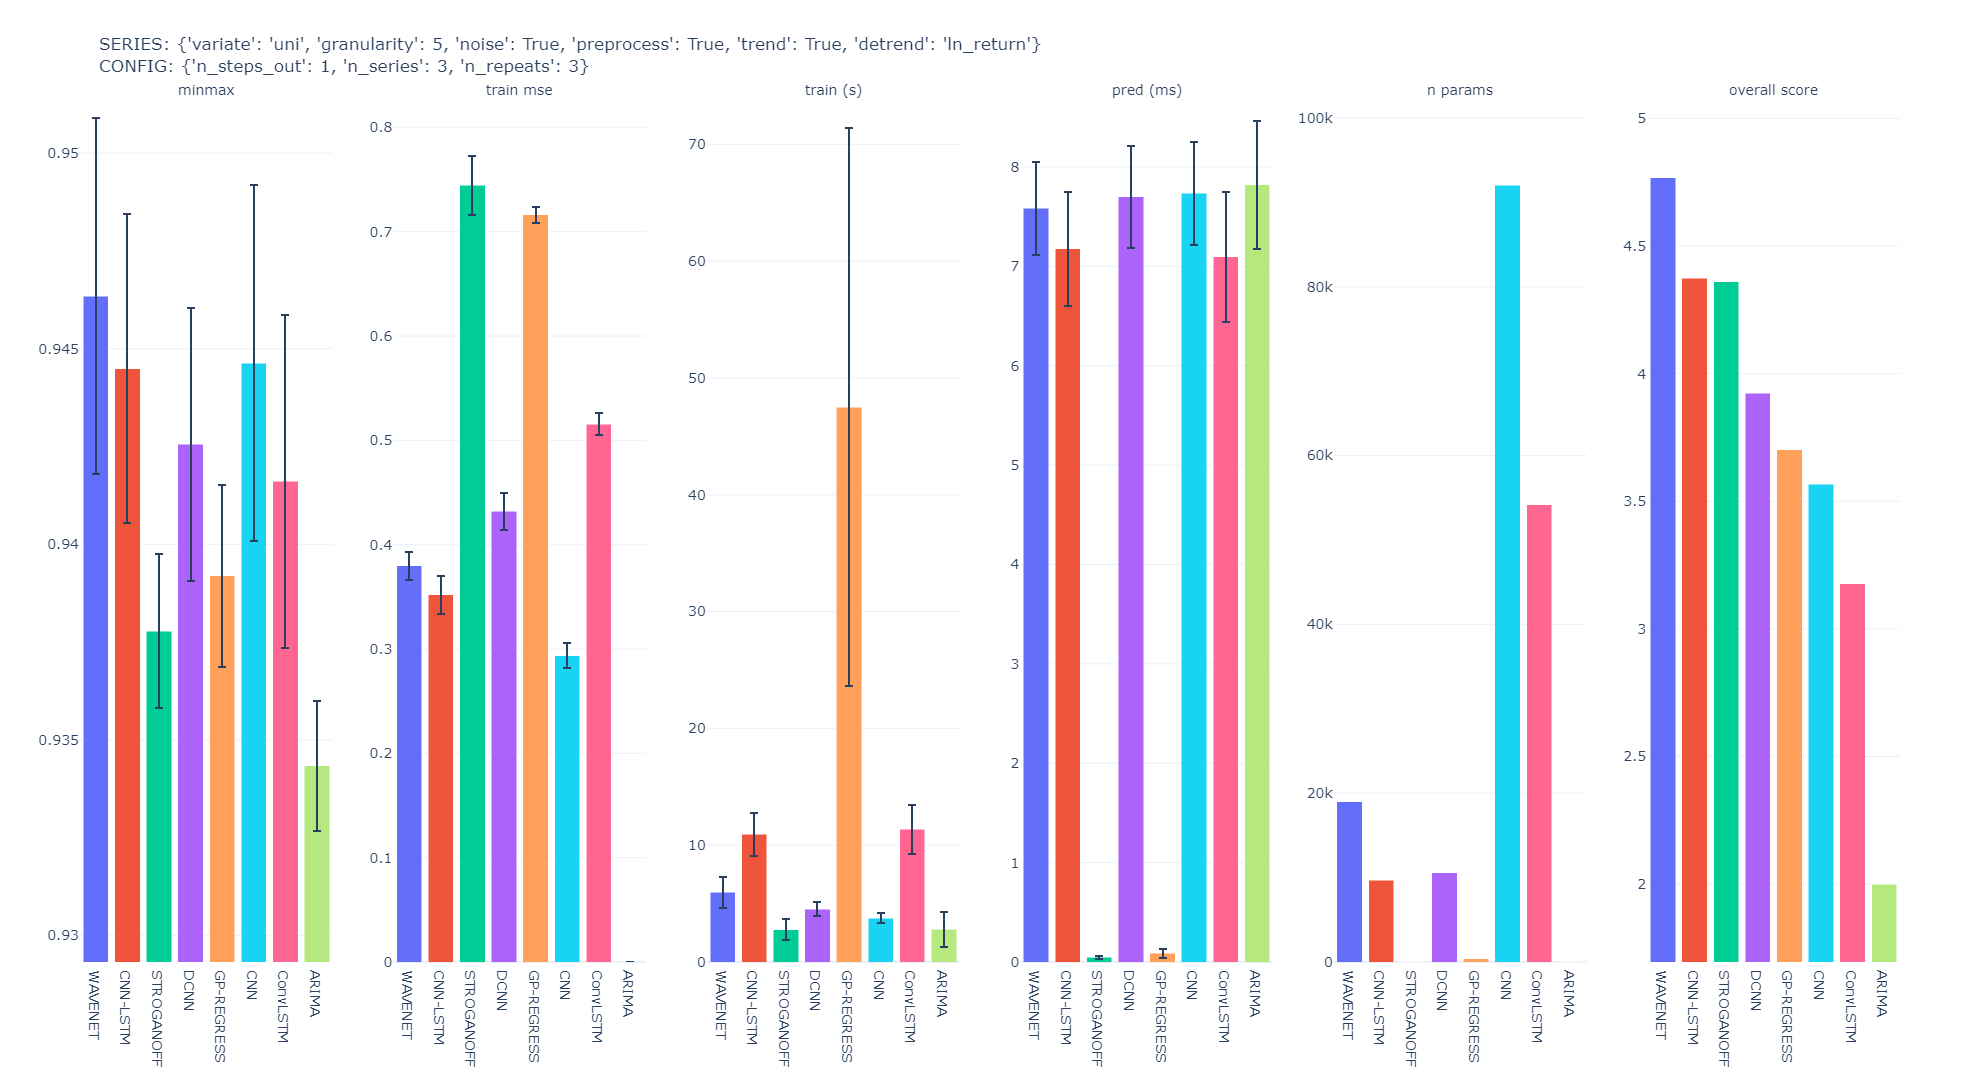 SERIES: {'variate': 'uni', 'granularity': 5, 'noise': True, 'preprocess': True, 'trend': True, 'detrend': 'ln_return'}
CONFIG: {'n_steps_out': 1, 'n_series': 3, 'n_repeats': 3}
minmax
0.95
0.945
0.94
0.935
0.93
WAVENET
CNN-LSTM
STROGANOFF
DCNN
GP-REGRESS
CNN
ConvLSTM
ARIMA
train mse
0.8
0.7
0.6
0.5
0.4
0.3
0.2
0.1
0
WAVENET
CNN-LSTM
STROGANOFF
DCNN
GP-REGRESS
CNN
ConvLSTM
ARIMA
train (s)
70
60
50
40
30
20
10
0
WAVENET
CNN-LSTM
STROGANOFF
DCNN
GP-REGRESS
CNN
ConvLSTM
ARIMA
pred (ms)
8
7
6
5
4
3
2
1
0
WAVENET
CNN-LSTM
STROGANOFF
DCNN
GP-REGRESS
CNN
ConvLSTM
ARIMA
n params
100k
80k
60k
40k
20k
0
WAVENET
CNN-LSTM
STROGANOFF
DCNN
GP-REGRESS
CNN
ConvLSTM
ARIMA
overall score
5
4.5
4
3.5
3
2.5
2
WAVENET
CNN-LSTM
STROGANOFF
DCNN
GP-REGRESS
CNN
ConvLSTM
ARIMA